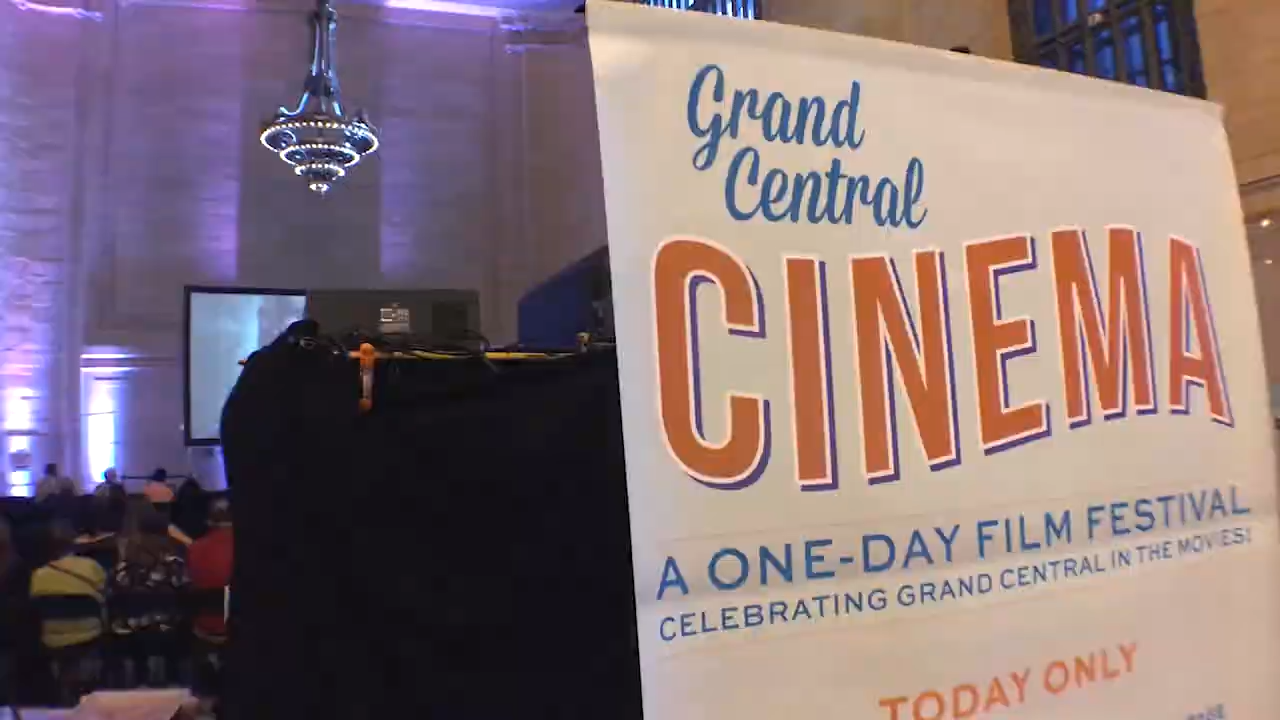 Grand
Central
CINEMA
A ONE-DAY FILM FESTIVAL
CELEBRATING GRAND CENTRAL IN THE MOVIES!
TODAY ONLY